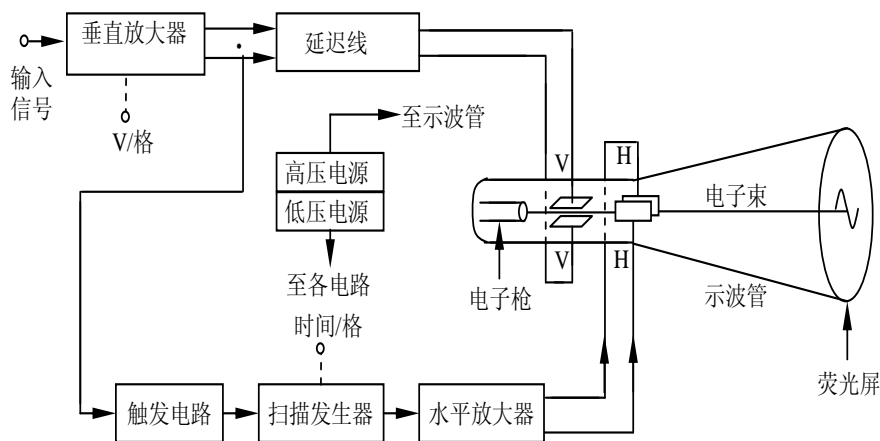 垂直放大器
延迟线
输入
信号
V/格
至示波管
高压电源
低压电源
至各电路
V
H
电子束
V
H
电子枪
示波管
时间/格
荧光屏
触发电路
扫描发生器
水平放大器